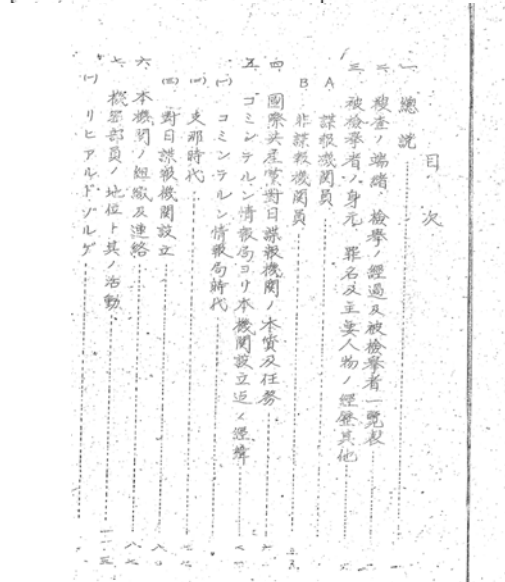 目次
一、總說
二、搜査ノ端緖、檢擧ノ經過及被檢擧者一覽表
三、被檢擧者ノ身元、罪名及主要人物ノ經歷其他
A 諜報機關員
B 非諜報機關員
四、國際共産黨對日諜報機關ノ本質及任務
五、コミンテルン情報局ヨリ本機關設立迄ノ經緯
(一) コミンテルン情報局時代
(二) 支那時代
(三) 對日諜報機關設立
六、本機關ノ組織及連絡
七、機關部員ノ地位ト其ノ活動
(一) リヒアルドゾルゲ